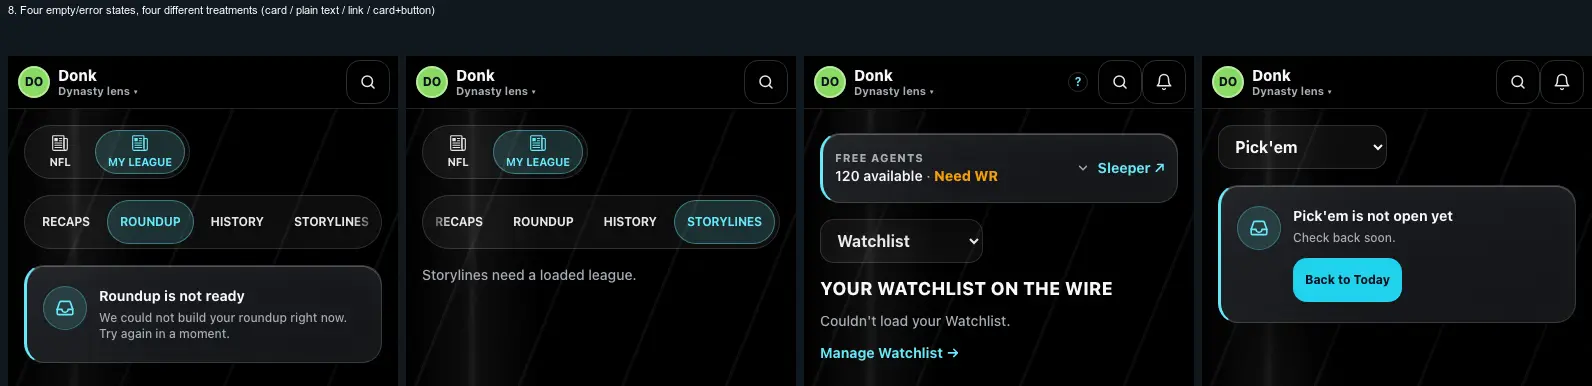 8. Four empty/error states, four different treatments (card / plain text / link / card+button)
DO
Donk
Dynasty lens ▾
NFL
MY LEAGUE
RECAPS
ROUNDUP
HISTORY
STORYLINES
Roundup is not ready
We could not build your roundup right now.
Try again in a moment.
DO
Donk
Dynasty lens ▾
NFL
MY LEAGUE
RECAPS
ROUNDUP
HISTORY
STORYLINES
Storylines need a loaded league.
DO
Donk
Dynasty lens ▾
?
FREE AGENTS
120 available · Need WR
Sleeper ↗
Watchlist
YOUR WATCHLIST ON THE WIRE
Couldn't load your Watchlist.
Manage Watchlist →
DO
Donk
Dynasty lens ▾
Pick'em
Pick'em is not open yet
Check back soon.
Back to Today